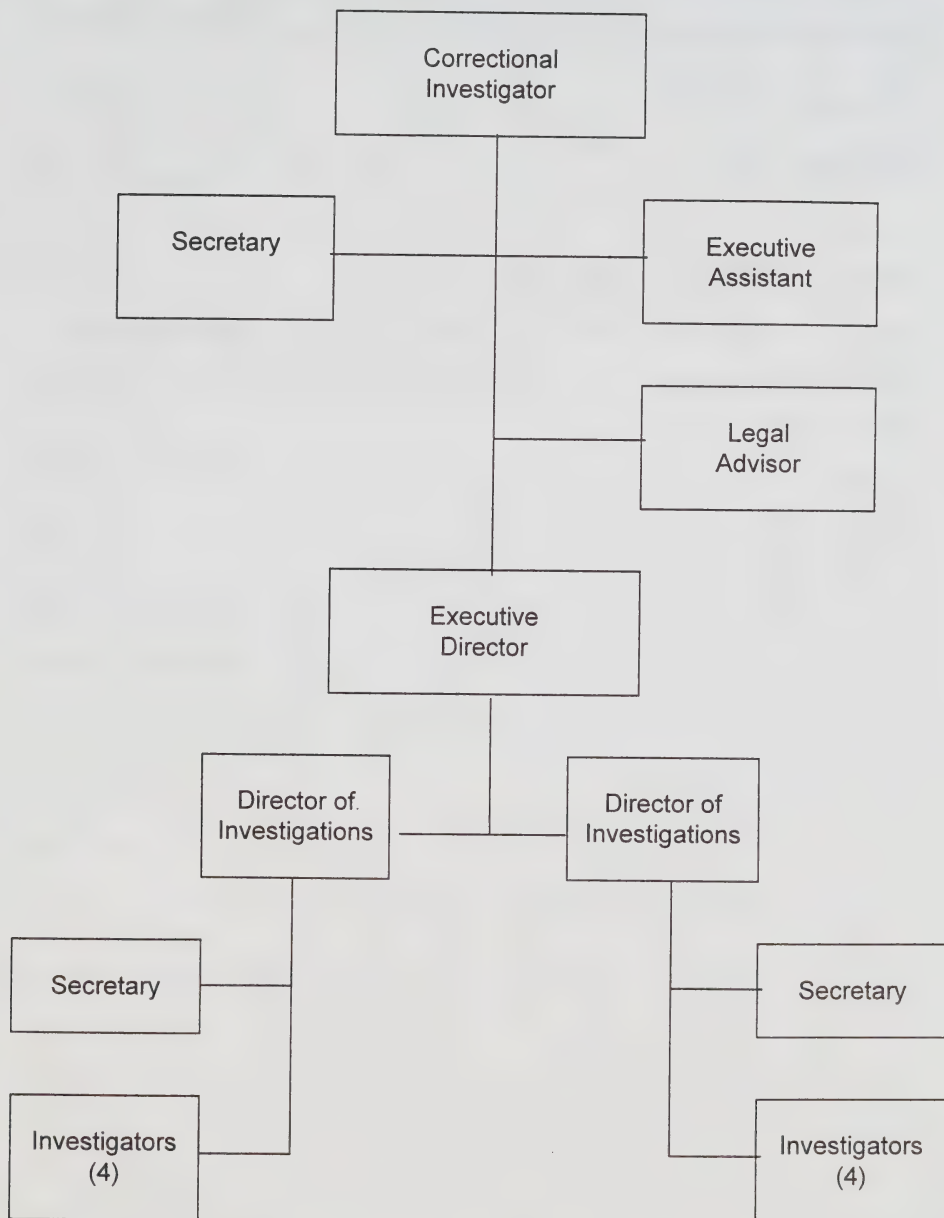 Correctional
Investigator
Secretary
Executive
Assistant
Legal
Advisor
Executive
Director
Director of
Investigations
Director of
Investigations
Secretary
Secretary
Investigators
(4)
Investigators
(4)